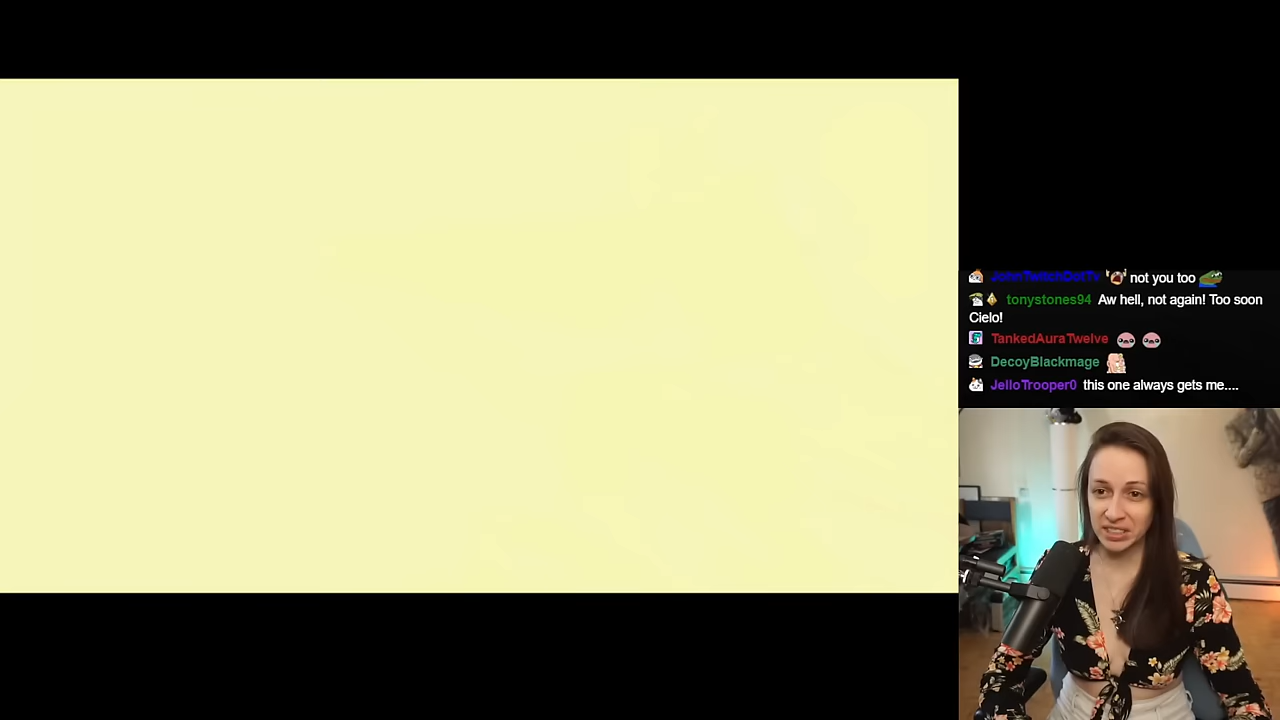 JohnTwitchDotTv not you too
tonystones94 Aw hell, not again! Too soon
Cielo!
TankedAuraTwelve
DecoyBlackmage
JelloTrooper0 this one always gets me....